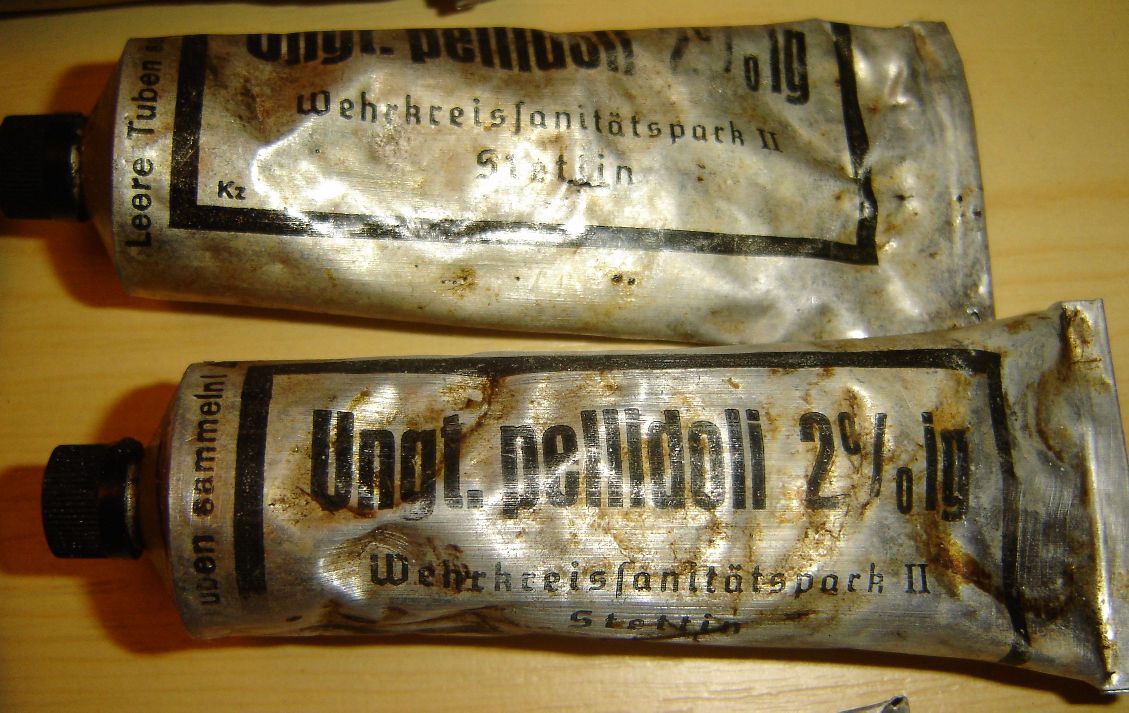 Leere Tuben
Ungt. pellidoli 2% ig
Wehrkreisſanitätspark II
Stettin
Kz
uben sammeln!
Ungt. pellidoli 2% ig
Wehrkreisſanitätspark II
Stettin